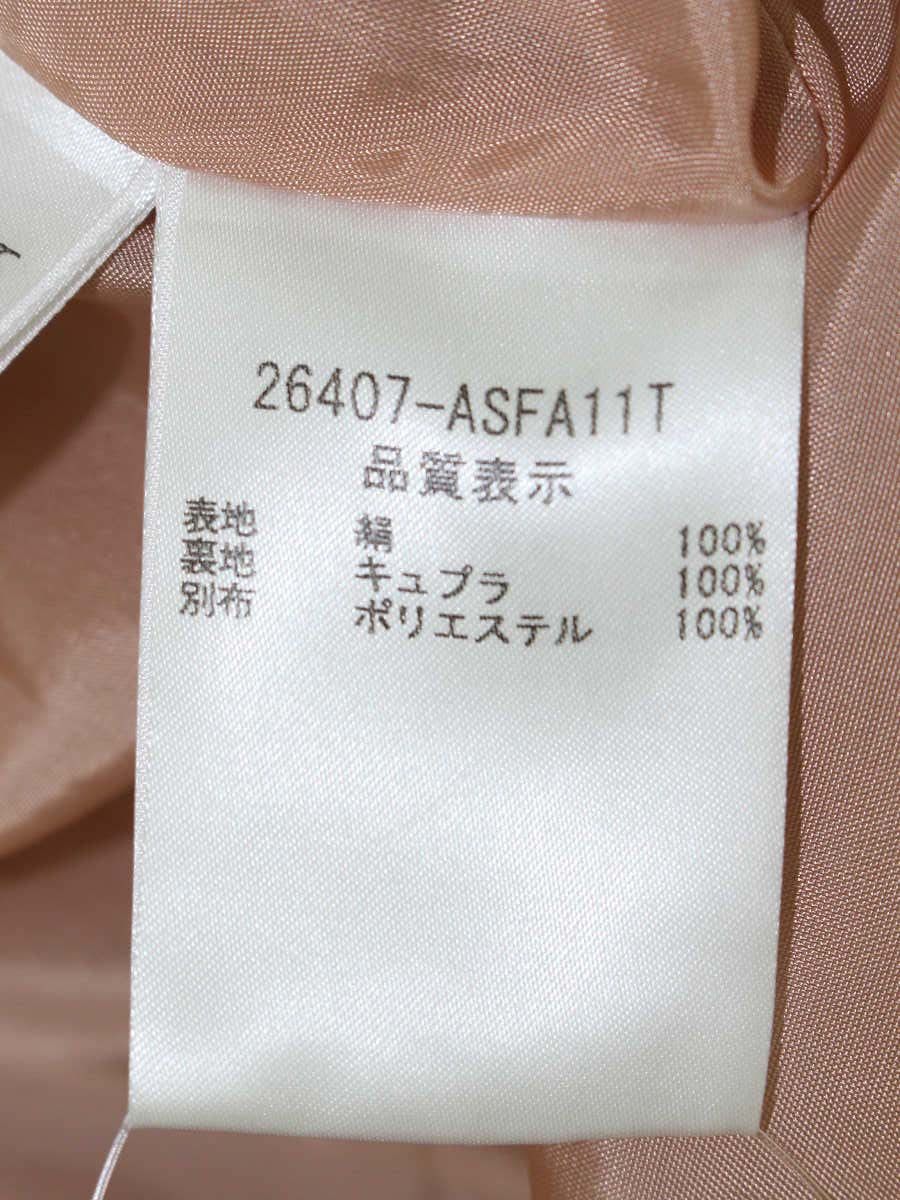 26407-ASFA11T
品質表示
表地 絹 100%
裏地 キュプラ 100%
別布 ポリエステル 100%